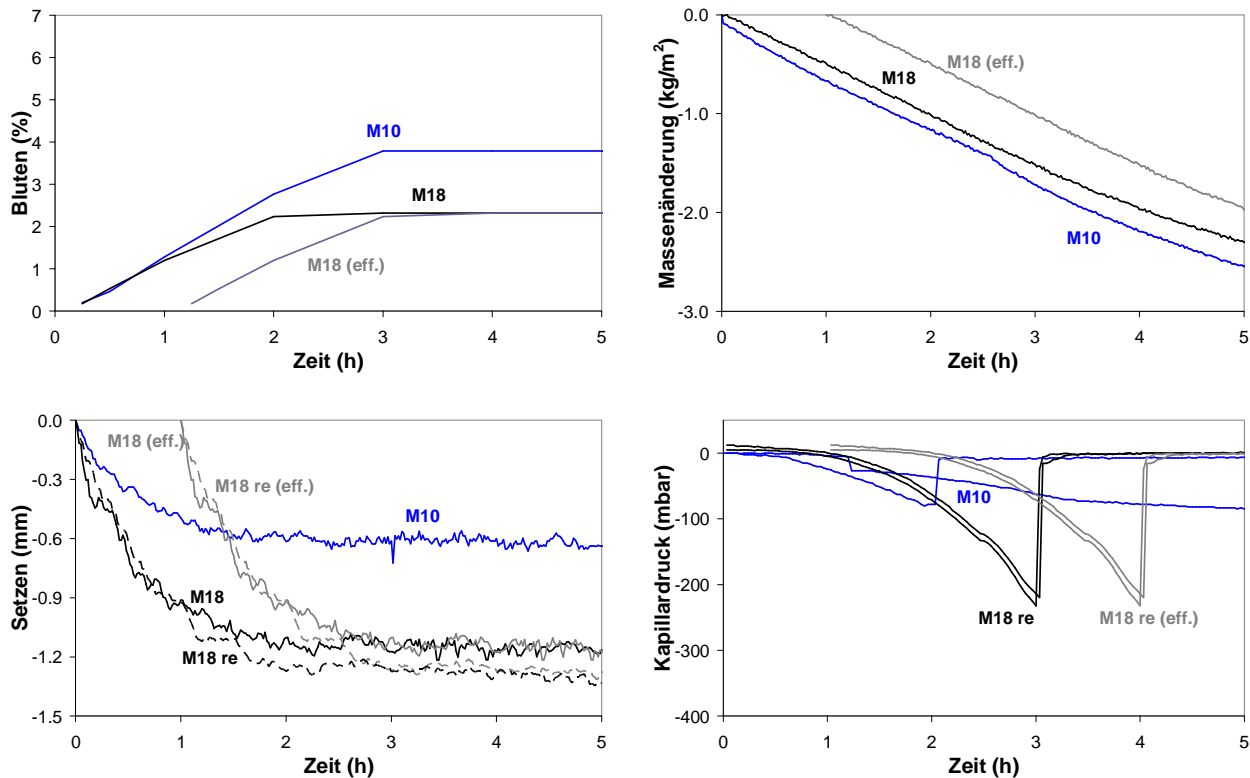 7
6
5
4
3
2
1
0
Bluten (%)
M10
M18
M18 (eff.)
0 1 2 3 4 5
Zeit (h)
0.0
-1.0
-2.0
-3.0
Massenänderung (kg/m²)
M18 (eff.)
M18
M10
0 1 2 3 4 5
Zeit (h)
0.0
-0.3
-0.6
-0.9
-1.2
-1.5
Setzen (mm)
M18 (eff.)
M18 re (eff.)
M10
M18
M18 re
0 1 2 3 4 5
Zeit (h)
0
-100
-200
-300
-400
Kapillardruck (mbar)
M10
M18 re
M18 re (eff.)
0 1 2 3 4 5
Zeit (h)